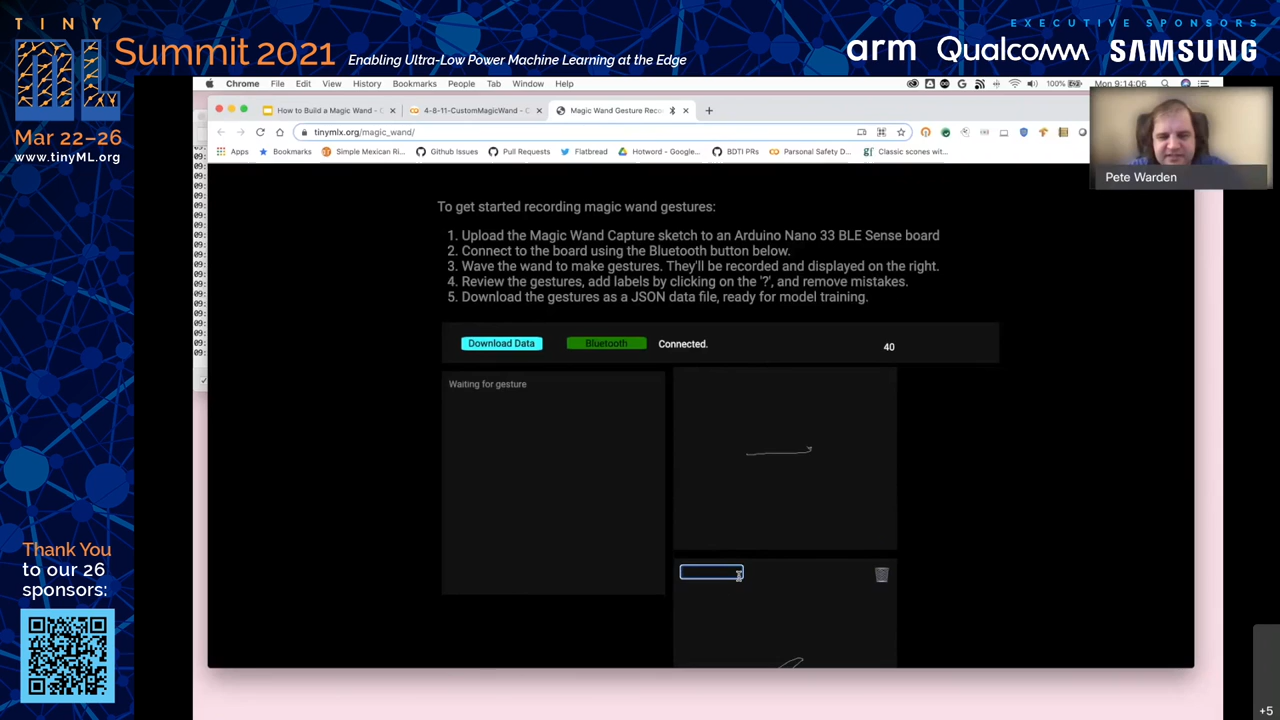 TINY
ML
Summit 2021
Enabling Ultra-Low Power Machine Learning at the Edge
EXECUTIVE SPONSORS
arm Qualcomm SAMSUNG
Mar 22–26
www.tinyML.org
Chrome File Edit View History Bookmarks People Tab Window Help
100% Mon 9:14:06
How to Build a Magic Wand - 4-8-11-CustomMagicWand - Magic Wand Gesture Reco
tinymlx.org/magic_wand/
Apps Bookmarks Simple Mexican Ri... Github Issues Pull Requests Flatbread Hotword - Google... BDTI PRs Parsonal Safety D... Classic scones wit...
Pete Warden
To get started recording magic wand gestures:
1. Upload the Magic Wand Capture sketch to an Arduino Nano 33 BLE Sense board
2. Connect to the board using the Bluetooth button below.
3. Wave the wand to make gestures. They'll be recorded and displayed on the right.
4. Review the gestures, add labels by clicking on the '?', and remove mistakes.
5. Download the gestures as a JSON data file, ready for model training.
Download Data Bluetooth Connected. 40
Waiting for gesture
Thank You
to our 26
sponsors:
+5